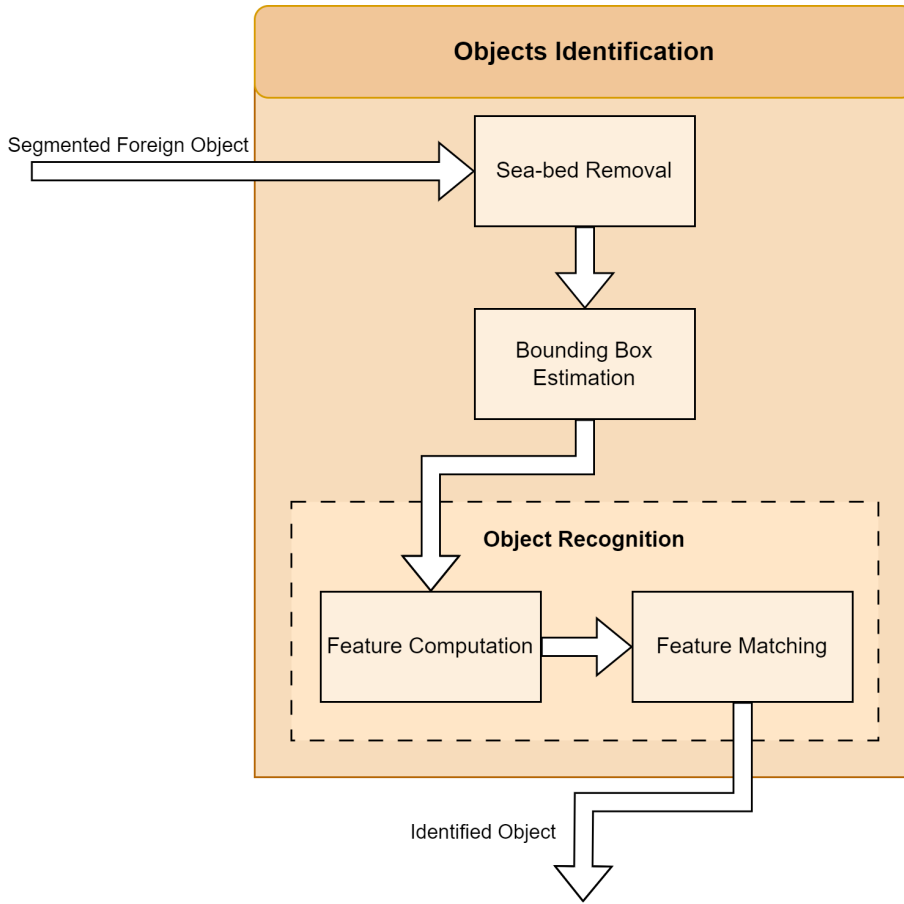 Objects Identification
Segmented Foreign Object
Sea-bed Removal
Bounding Box
Estimation
Object Recognition
Feature Computation
Feature Matching
Identified Object